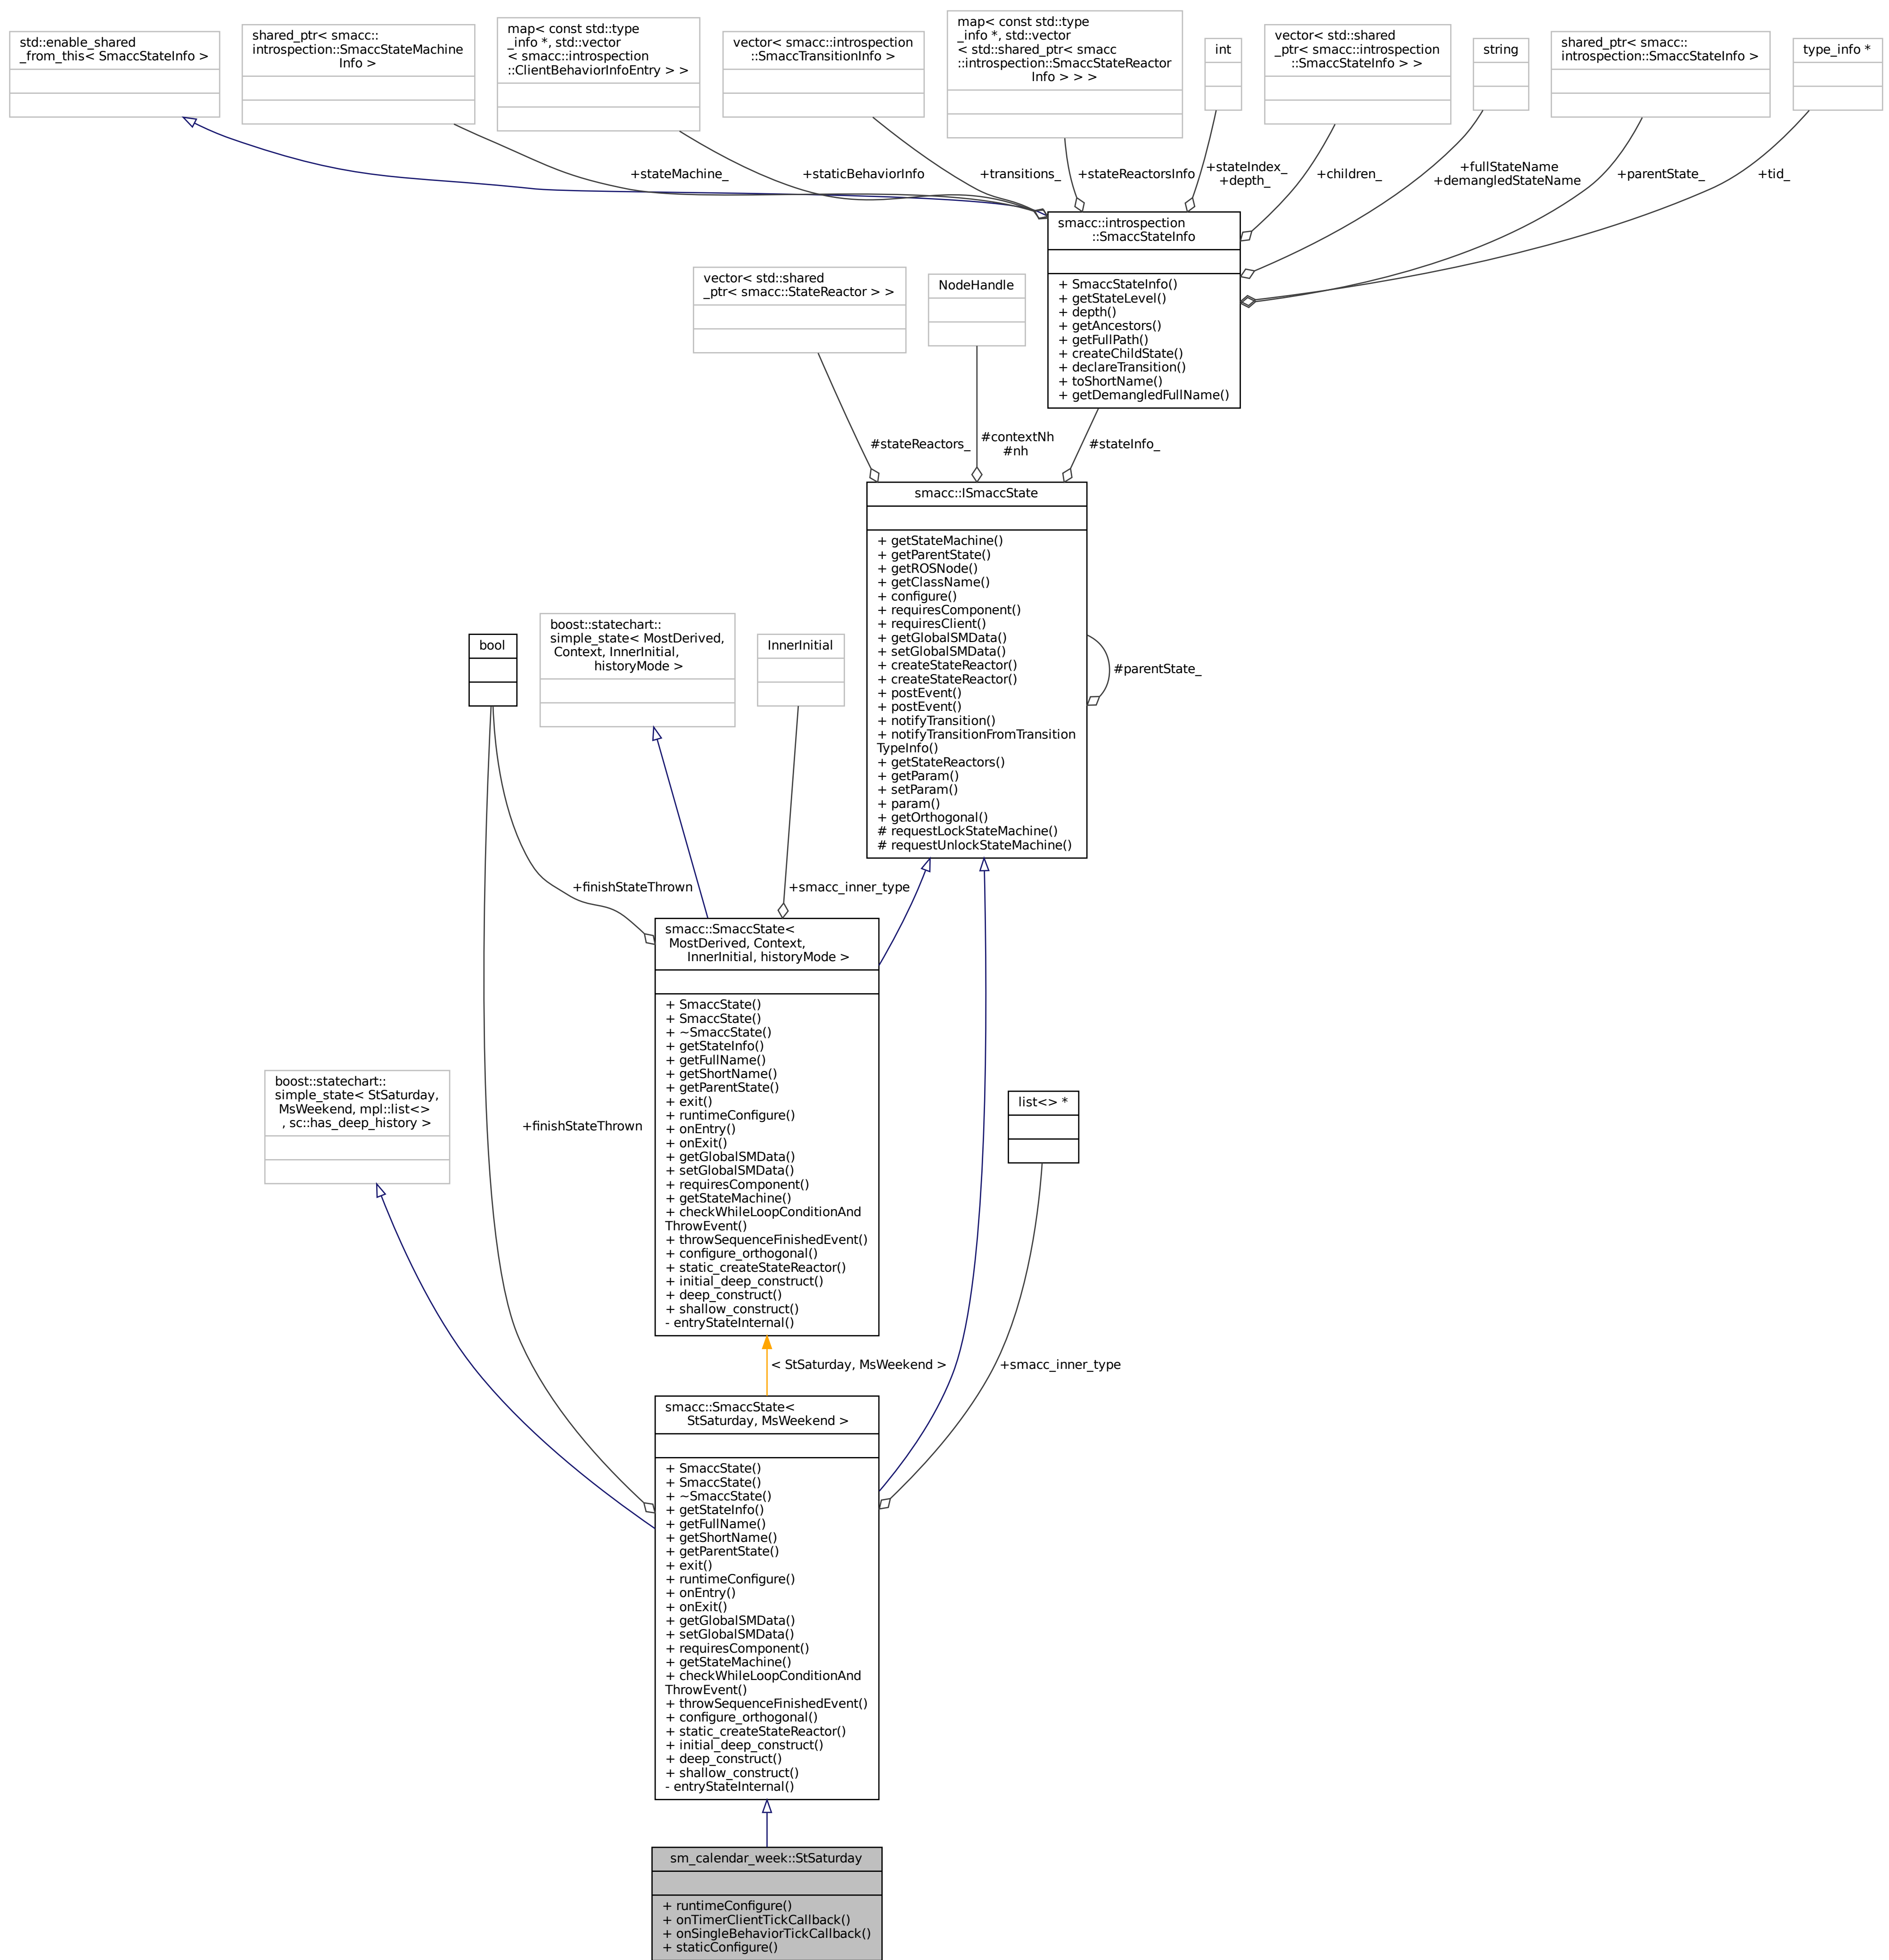 std::enable_shared
_from_this< SmaccStateInfo >
shared_ptr< smacc::
introspection::SmaccStateMachine
Info >
map< const std::type
_info *, std::vector
< smacc::introspection
::ClientBehaviorInfoEntry > >
vector< smacc::introspection
::SmaccTransitionInfo >
map< const std::type
_info *, std::vector
< std::shared_ptr< smacc
::introspection::SmaccStateReactor
Info > > >
int
vector< std::shared
_ptr< smacc::introspection
::SmaccStateInfo > >
string
shared_ptr< smacc::
introspection::SmaccStateInfo >
type_info *
+stateMachine_
+staticBehaviorInfo
+transitions_
+stateReactorsInfo
+stateIndex_
+depth_
+children_
+fullStateName
+demangledStateName
+parentState_
+tid_
smacc::introspection
::SmaccStateInfo
+ SmaccStateInfo()
+ getStateLevel()
+ depth()
+ getAncestors()
+ getFullPath()
+ createChildState()
+ declareTransition()
+ toShortName()
+ getDemangledFullName()
vector< std::shared
_ptr< smacc::StateReactor > >
NodeHandle
#stateReactors_
#contextNh
#nh
#stateInfo_
smacc::ISmaccState
+ getStateMachine()
+ getParentState()
+ getROSNode()
+ getClassName()
+ configure()
+ requiresComponent()
+ requiresClient()
+ getGlobalSMData()
+ setGlobalSMData()
+ createStateReactor()
+ createStateReactor()
+ postEvent()
+ postEvent()
+ notifyTransition()
+ notifyTransitionFromTransition
TypeInfo()
+ getStateReactors()
+ getParam()
+ setParam()
+ param()
+ getOrthogonal()
# requestLockStateMachine()
# requestUnlockStateMachine()
#parentState_
bool
boost::statechart::
simple_state< MostDerived,
Context, InnerInitial,
historyMode >
InnerInitial
+finishStateThrown
+smacc_inner_type
smacc::SmaccState<
MostDerived, Context,
InnerInitial, historyMode >
+ SmaccState()
+ SmaccState()
+ ~SmaccState()
+ getStateInfo()
+ getFullName()
+ getShortName()
+ getParentState()
+ exit()
+ runtimeConfigure()
+ onEntry()
+ onExit()
+ getGlobalSMData()
+ setGlobalSMData()
+ requiresComponent()
+ getStateMachine()
+ checkWhileLoopConditionAnd
ThrowEvent()
+ throwSequenceFinishedEvent()
+ configure_orthogonal()
+ static_createStateReactor()
+ initial_deep_construct()
+ deep_construct()
+ shallow_construct()
- entryStateInternal()
boost::statechart::
simple_state< StSaturday,
MsWeekend, mpl::list<>
, sc::has_deep_history >
+finishStateThrown
list<> *
< StSaturday, MsWeekend >
+smacc_inner_type
smacc::SmaccState<
StSaturday, MsWeekend >
+ SmaccState()
+ SmaccState()
+ ~SmaccState()
+ getStateInfo()
+ getFullName()
+ getShortName()
+ getParentState()
+ exit()
+ runtimeConfigure()
+ onEntry()
+ onExit()
+ getGlobalSMData()
+ setGlobalSMData()
+ requiresComponent()
+ getStateMachine()
+ checkWhileLoopConditionAnd
ThrowEvent()
+ throwSequenceFinishedEvent()
+ configure_orthogonal()
+ static_createStateReactor()
+ initial_deep_construct()
+ deep_construct()
+ shallow_construct()
- entryStateInternal()
sm_calendar_week::StSaturday
+ runtimeConfigure()
+ onTimerClientTickCallback()
+ onSingleBehaviorTickCallback()
+ staticConfigure()